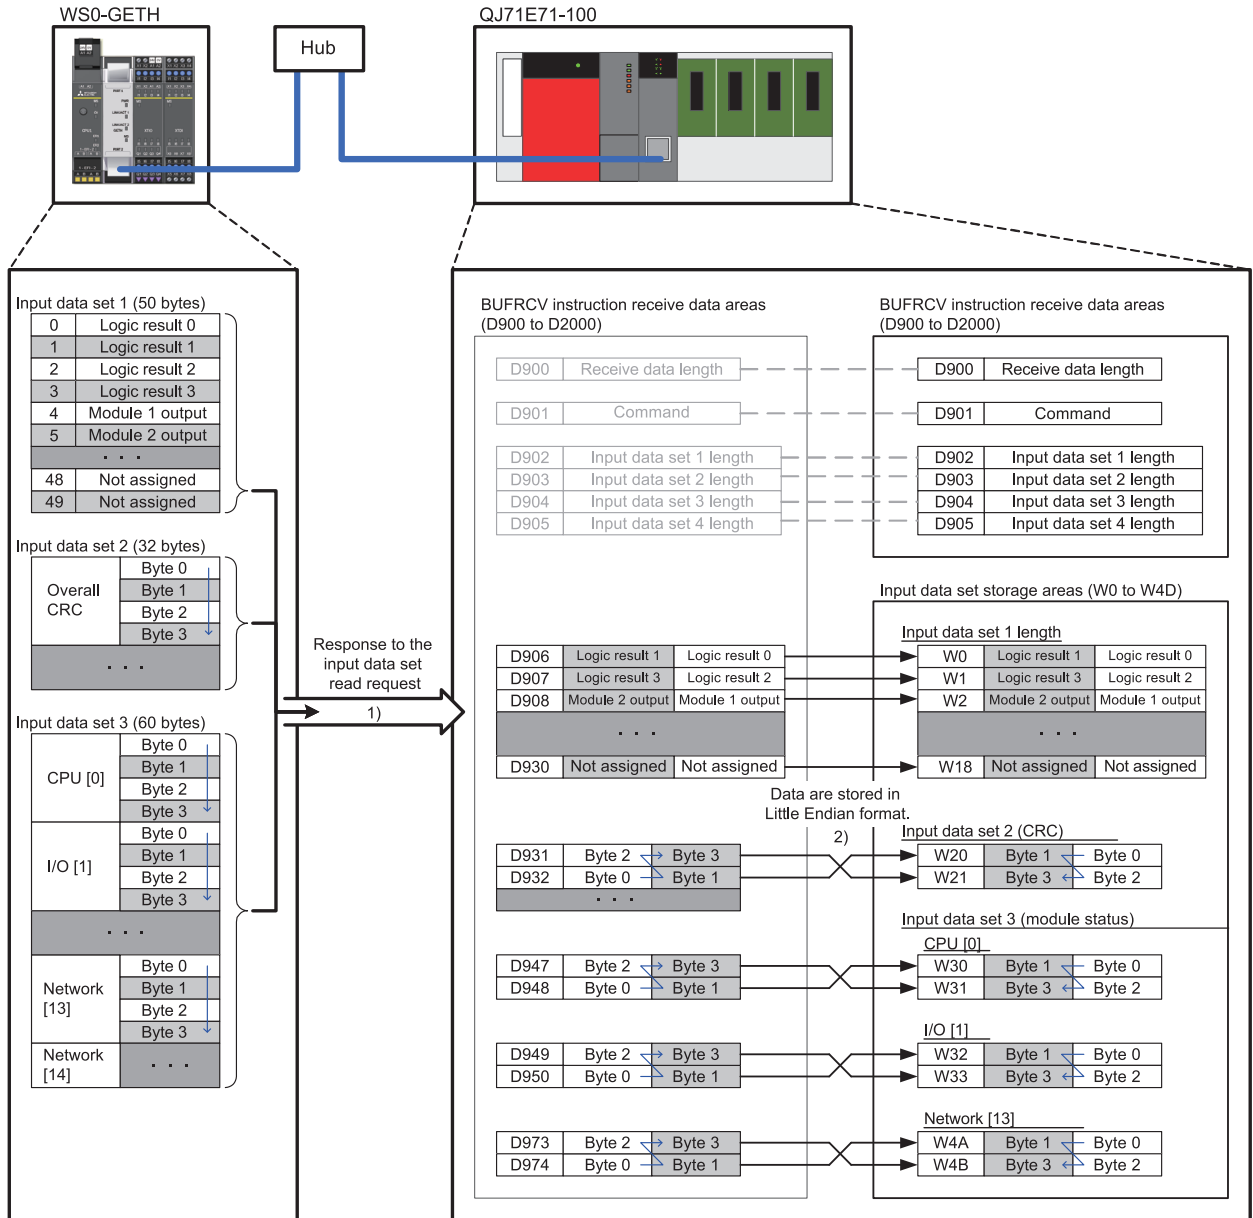 WS0-GETH
Hub
QJ71E71-100
Input data set 1 (50 bytes)
0 Logic result 0
1 Logic result 1
2 Logic result 2
3 Logic result 3
4 Module 1 output
5 Module 2 output
. . .
48 Not assigned
49 Not assigned
Input data set 2 (32 bytes)
Overall CRC
Byte 0
Byte 1
Byte 2
Byte 3
. . .
Input data set 3 (60 bytes)
CPU [0]
Byte 0
Byte 1
Byte 2
Byte 3
I/O [1]
Byte 0
Byte 1
Byte 2
Byte 3
. . .
Network [13]
Byte 0
Byte 1
Byte 2
Byte 3
Network [14]
. . .
Response to the
input data set
read request
1)
BUFRCV instruction receive data areas
(D900 to D2000)
D900 Receive data length
D901 Command
D902 Input data set 1 length
D903 Input data set 2 length
D904 Input data set 3 length
D905 Input data set 4 length
D906 Logic result 1 Logic result 0
D907 Logic result 3 Logic result 2
D908 Module 2 output Module 1 output
. . .
D930 Not assigned Not assigned
Data are stored in
Little Endian format.
2)
D931 Byte 2 Byte 3
D932 Byte 0 Byte 1
. . .
D947 Byte 2 Byte 3
D948 Byte 0 Byte 1
D949 Byte 2 Byte 3
D950 Byte 0 Byte 1
D973 Byte 2 Byte 3
D974 Byte 0 Byte 1
BUFRCV instruction receive data areas
(D900 to D2000)
D900 Receive data length
D901 Command
D902 Input data set 1 length
D903 Input data set 2 length
D904 Input data set 3 length
D905 Input data set 4 length
Input data set storage areas (W0 to W4D)
Input data set 1 length
W0 Logic result 1 Logic result 0
W1 Logic result 3 Logic result 2
W2 Module 2 output Module 1 output
. . .
W18 Not assigned Not assigned
Input data set 2 (CRC)
W20 Byte 1 Byte 0
W21 Byte 3 Byte 2
Input data set 3 (module status)
CPU [0]
W30 Byte 1 Byte 0
W31 Byte 3 Byte 2
I/O [1]
W32 Byte 1 Byte 0
W33 Byte 3 Byte 2
Network [13]
W4A Byte 1 Byte 0
W4B Byte 3 Byte 2